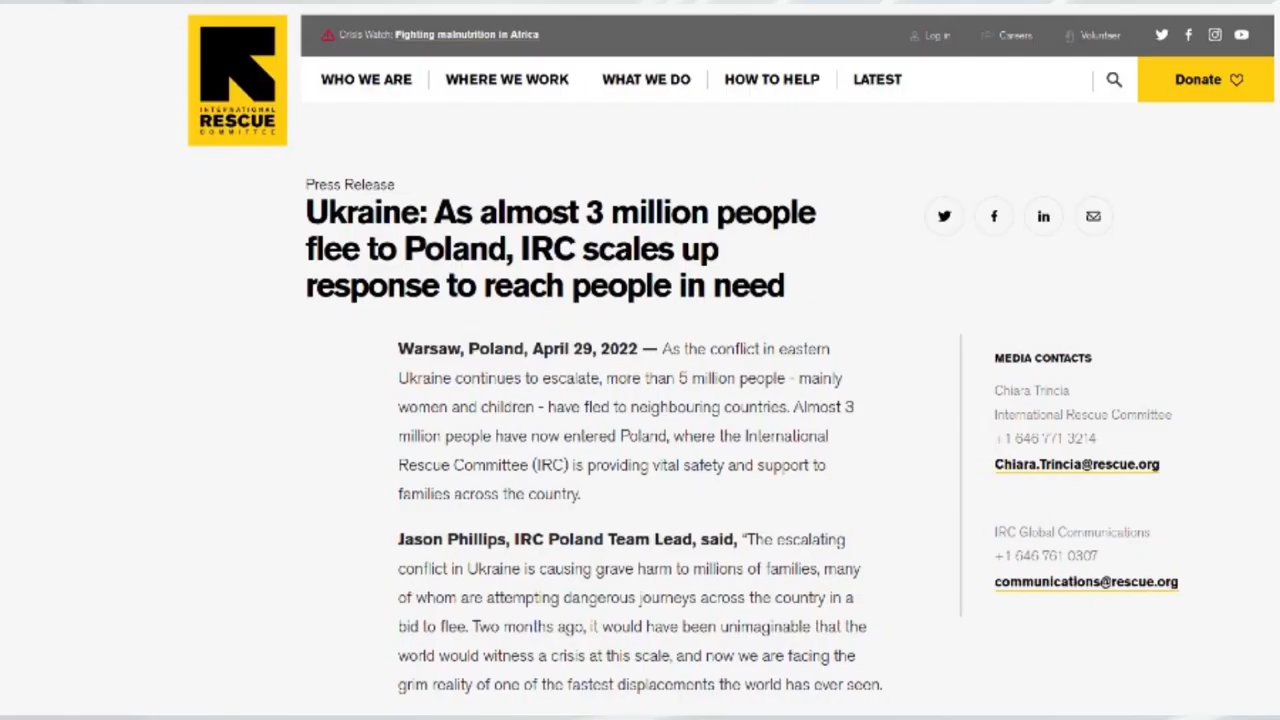 Crisis Watch: Fighting malnutrition in Africa
Log in
Careers
Volunteer
INTERNATIONAL
RESCUE
COMMITTEE
WHO WE ARE
WHERE WE WORK
WHAT WE DO
HOW TO HELP
LATEST
Donate
Press Release
Ukraine: As almost 3 million people
flee to Poland, IRC scales up
response to reach people in need
Warsaw, Poland, April 29, 2022 — As the conflict in eastern
Ukraine continues to escalate, more than 5 million people - mainly
women and children - have fled to neighbouring countries. Almost 3
million people have now entered Poland, where the International
Rescue Committee (IRC) is providing vital safety and support to
families across the country.
Jason Phillips, IRC Poland Team Lead, said, “The escalating
conflict in Ukraine is causing grave harm to millions of families, many
of whom are attempting dangerous journeys across the country in a
bid to flee. Two months ago, it would have been unimaginable that the
world would witness a crisis at this scale, and now we are facing the
grim reality of one of the fastest displacements the world has ever seen.
MEDIA CONTACTS
Chiara Trincia
International Rescue Committee
+1 646 771 3214
Chiara.Trincia@rescue.org
IRC Global Communications
+1 646 761 0307
communications@rescue.org